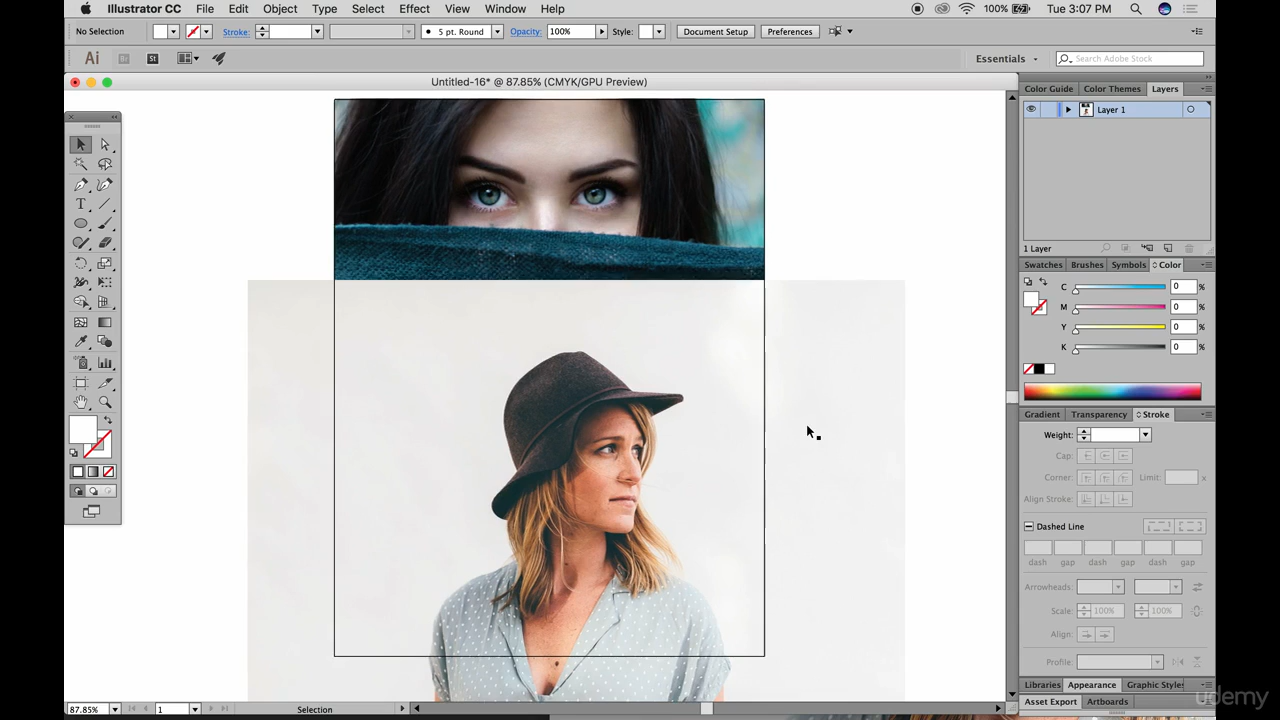 Illustrator CC File Edit Object Type Select Effect View Window Help 100% Tue 3:07 PM
No Selection Stroke: 5 pt. Round Opacity: 100% Style: Document Setup Preferences
Ai Br St Essentials Search Adobe Stock
Untitled-16* @ 87.85% (CMYK/GPU Preview)
Color Guide Color Themes Layers
Layer 1
T
1 Layer
Swatches Brushes Symbols Color
C 0 %
M 0 %
Y 0 %
K 0 %
Gradient Transparency Stroke
Weight:
Cap:
Corner: Limit: x
Align Stroke:
Dashed Line
dash gap dash gap dash gap
Arrowheads:
Scale: 100% 100%
Align:
Profile:
Libraries Appearance Graphic Styles
Asset Export Artboards
87.85% 1 Selection
udemy